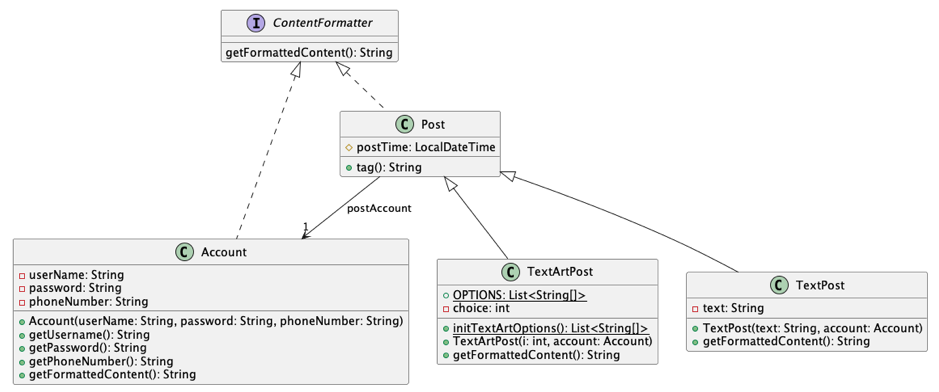 I ContentFormatter
getFormattedContent(): String
C Post
postTime: LocalDateTime
tag(): String
postAccount
1
C Account
userName: String
password: String
phoneNumber: String
Account(userName: String, password: String, phoneNumber: String)
getUsername(): String
getPassword(): String
getPhoneNumber(): String
getFormattedContent(): String
C TextArtPost
OPTIONS: List<String[]>
choice: int
initTextArtOptions(): List<String[]>
TextArtPost(i: int, account: Account)
getFormattedContent(): String
C TextPost
text: String
TextPost(text: String, account: Account)
getFormattedContent(): String